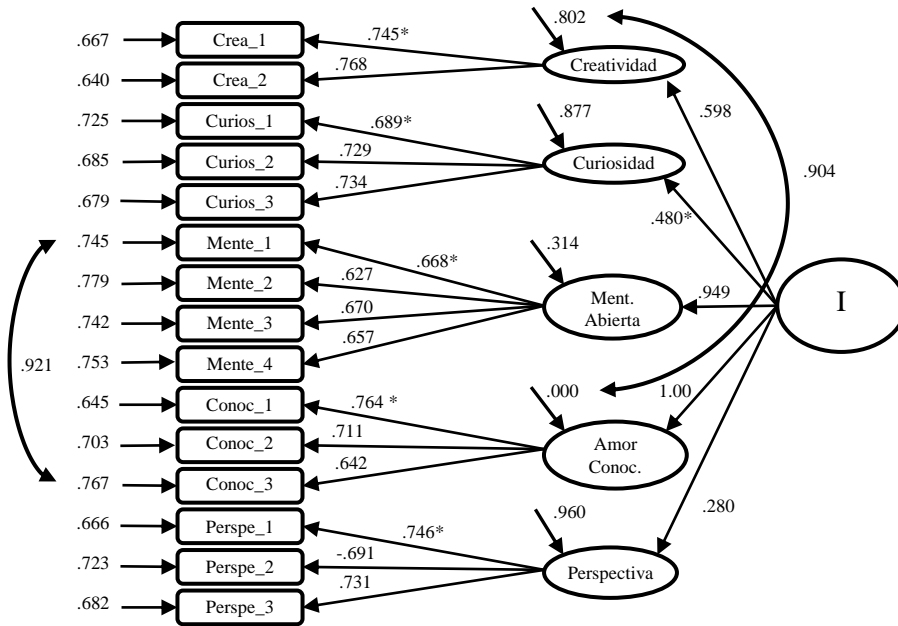 .802
.667
Crea_1
.745*
Creatividad
.640
Crea_2
.768
.725
Curios_1
.877
.598
.689*
.685
Curios_2
.729
Curiosidad
.904
.679
Curios_3
.734
.480*
.745
Mente_1
.314
.668*
.779
Mente_2
.627
.949
I
Ment.
Abierta
.742
Mente_3
.670
.753
Mente_4
.657
.921
.645
Conoc_1
.764 *
.000
1.00
.703
Conoc_2
.711
Amor
Conoc.
.767
Conoc_3
.642
.666
Perspe_1
.746*
.960
.280
.723
Perspe_2
-.691
Perspectiva
.682
Perspe_3
.731